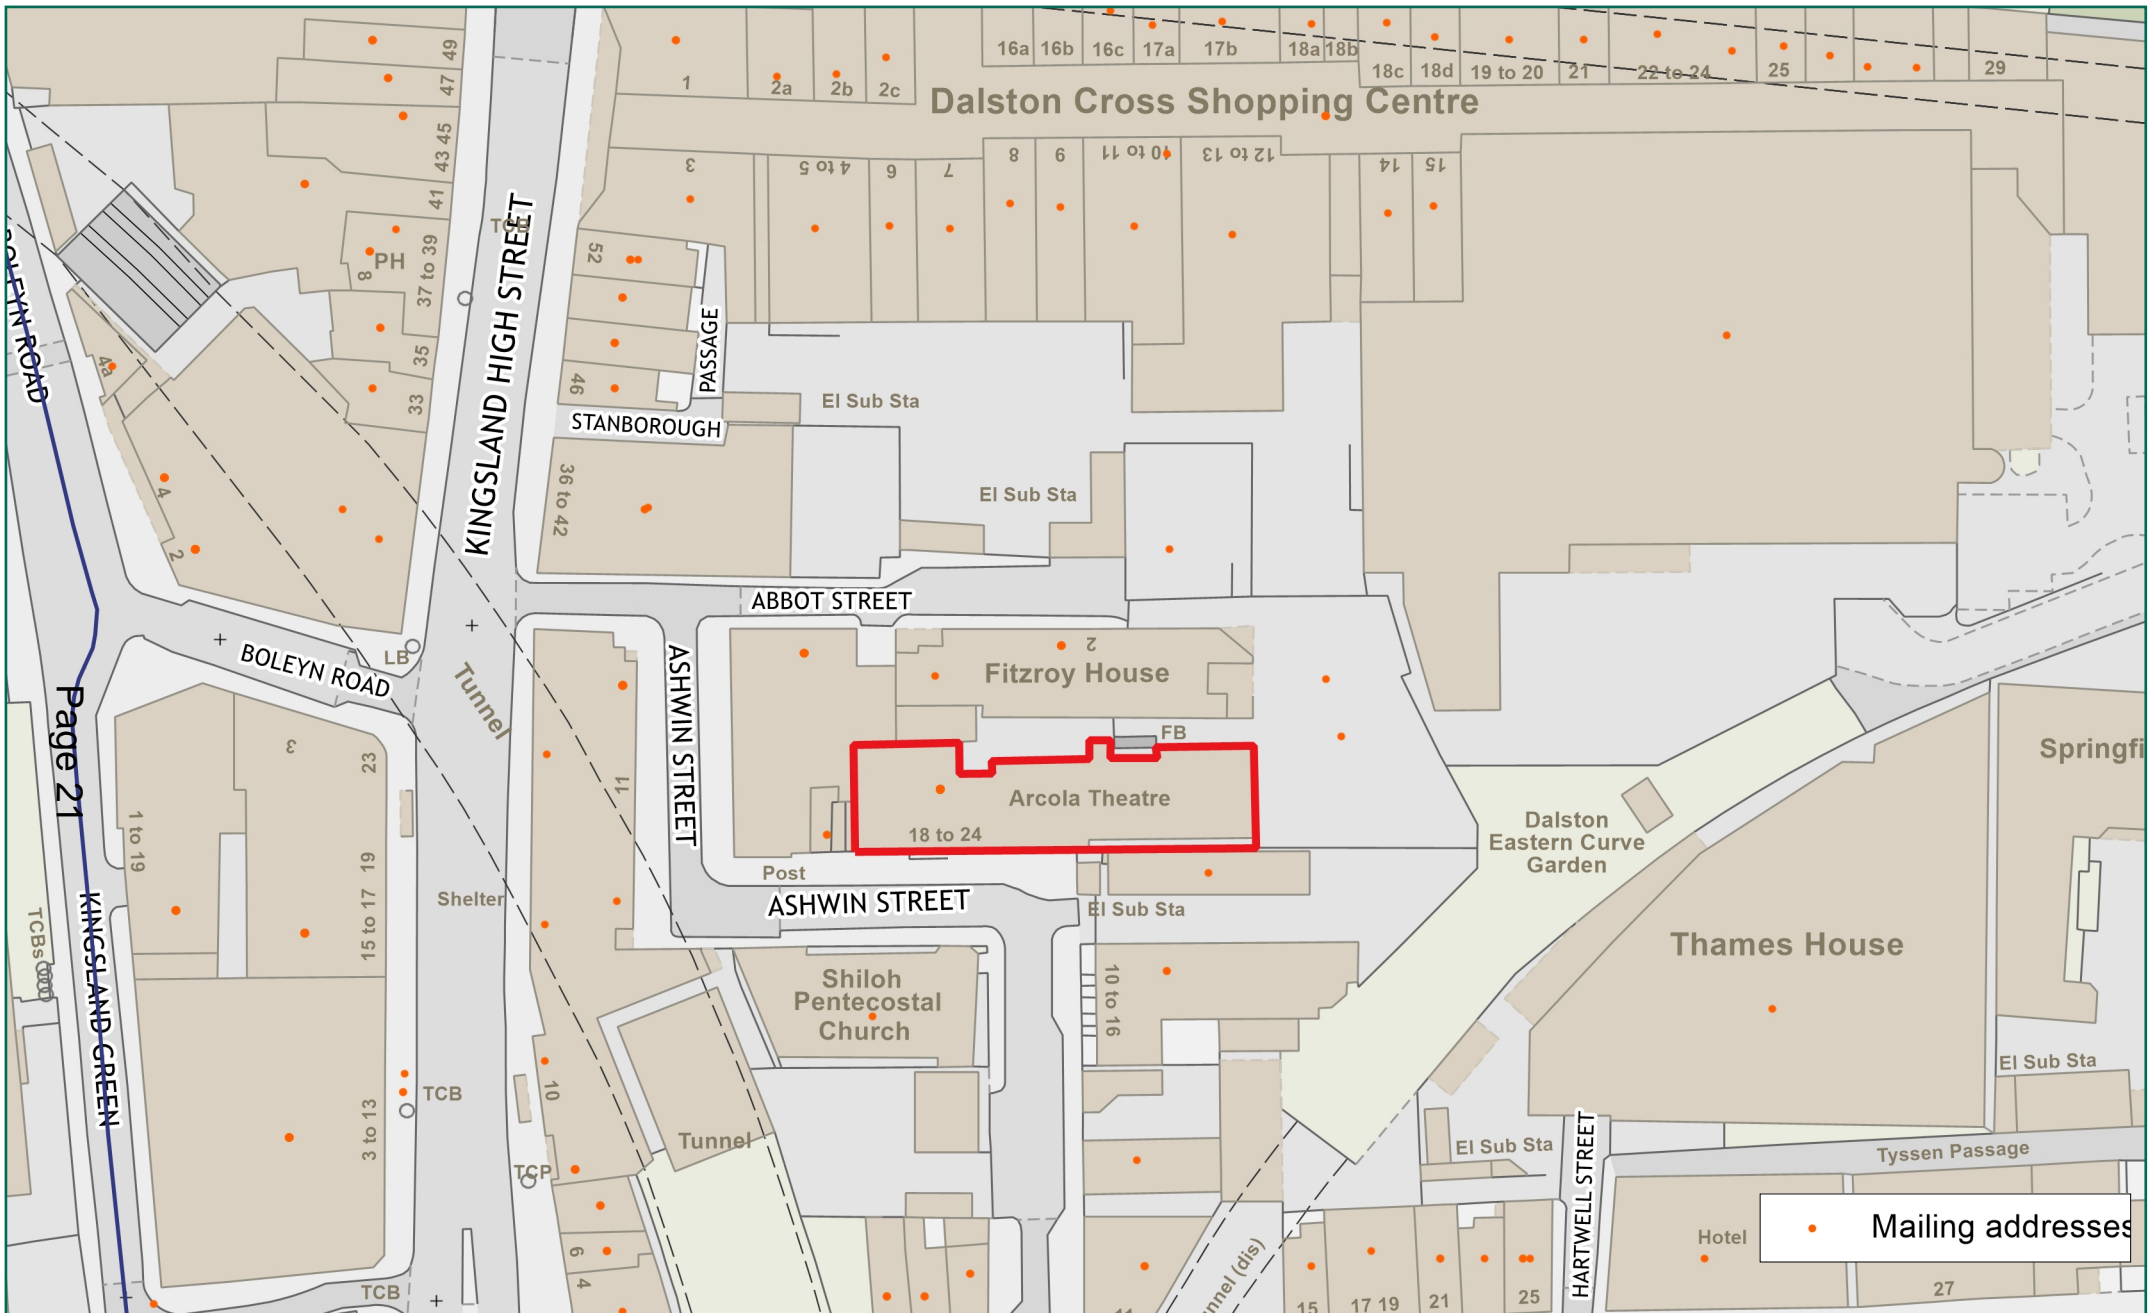 49
47
43 45
41
37 to 39
PH
8
35
33
4a
4
2
BOLEYN ROAD
KINGSLAND HIGH STREET
TCB
1
2a
2b
2c
16a
16b
16c
17a
17b
18a
18b
18c
18d
19 to 20
21
22 to 24
25
29
Dalston Cross Shopping Centre
3
4 to 5
6
7
8
9
10 to 11
12 to 13
14
15
52
46
PASSAGE
STANBOROUGH
El Sub Sta
36 to 42
El Sub Sta
ABBOT STREET
LB
BOLEYN ROAD
Tunnel
ASHWIN STREET
2
Fitzroy House
FB
Arcola Theatre
18 to 24
Post
ASHWIN STREET
El Sub Sta
Page 21
3
23
11
1 to 19
19
15 to 17
Shelter
TCBs
KINGSLAND GREEN
Dalston
Eastern Curve
Garden
Springfi
Thames House
Shiloh
Pentecostal
Church
10 to 16
El Sub Sta
TCB
10
3 to 13
Tunnel
TCP
El Sub Sta
HARTWELL STREET
Tyssen Passage
6
4
TCB
nnel (dis)
15
17 19
21
25
Hotel
27
Mailing addresses